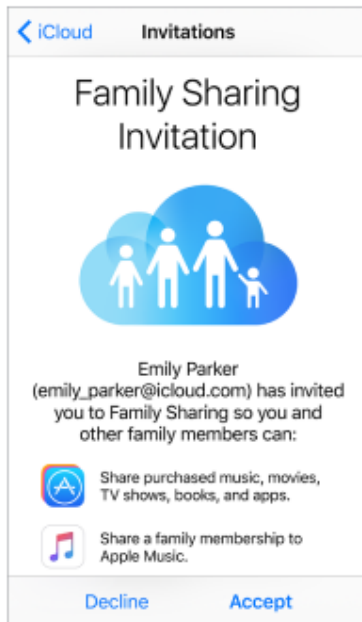 iCloud Invitations
Family Sharing
Invitation
Emily Parker
(emily_parker@icloud.com) has invited
you to Family Sharing so you and
other family members can:
Share purchased music, movies,
TV shows, books, and apps.
Share a family membership to
Apple Music.
Decline Accept